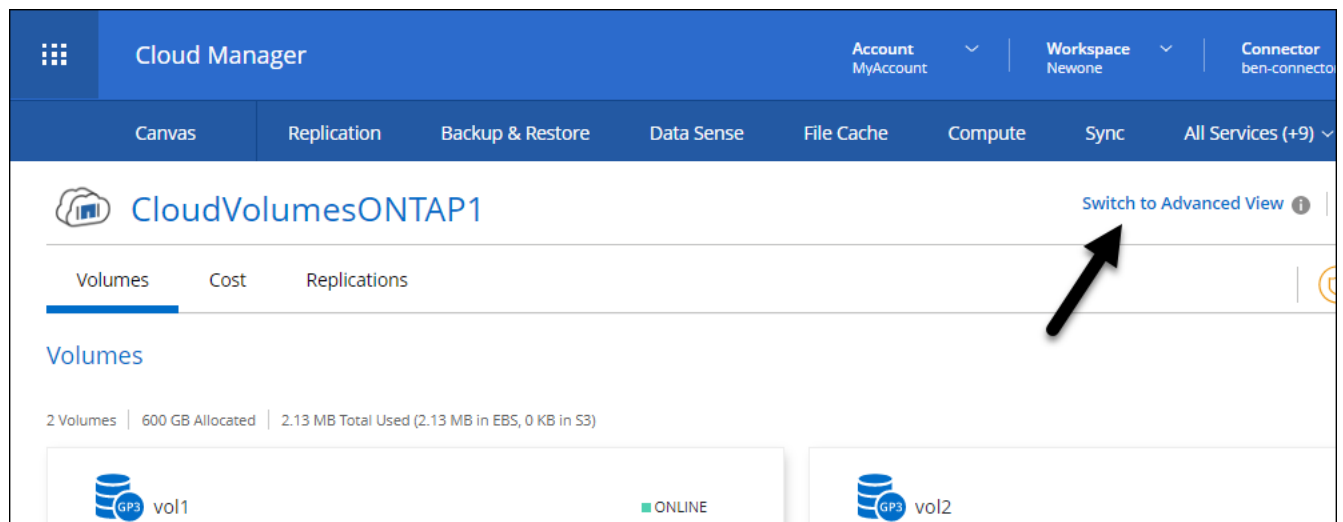 Cloud Manager
Account
MyAccount
Workspace
Newone
Connector
ben-connector
Canvas Replication Backup & Restore Data Sense File Cache Compute Sync All Services (+9)
CloudVolumesONTAP1
Switch to Advanced View
Volumes Cost Replications
Volumes
2 Volumes | 600 GB Allocated | 2.13 MB Total Used (2.13 MB in EBS, 0 KB in S3)
GP3 vol1 ONLINE GP3 vol2